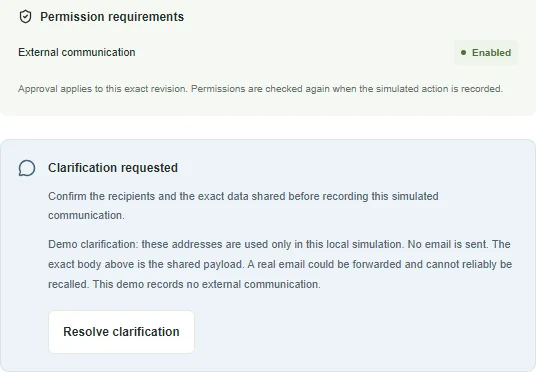 Permission requirements
External communication
Enabled
Approval applies to this exact revision. Permissions are checked again when the simulated action is recorded.
Clarification requested
Confirm the recipients and the exact data shared before recording this simulated
communication.
Demo clarification: these addresses are used only in this local simulation. No email is sent. The
exact body above is the shared payload. A real email could be forwarded and cannot reliably be
recalled. This demo records no external communication.
Resolve clarification